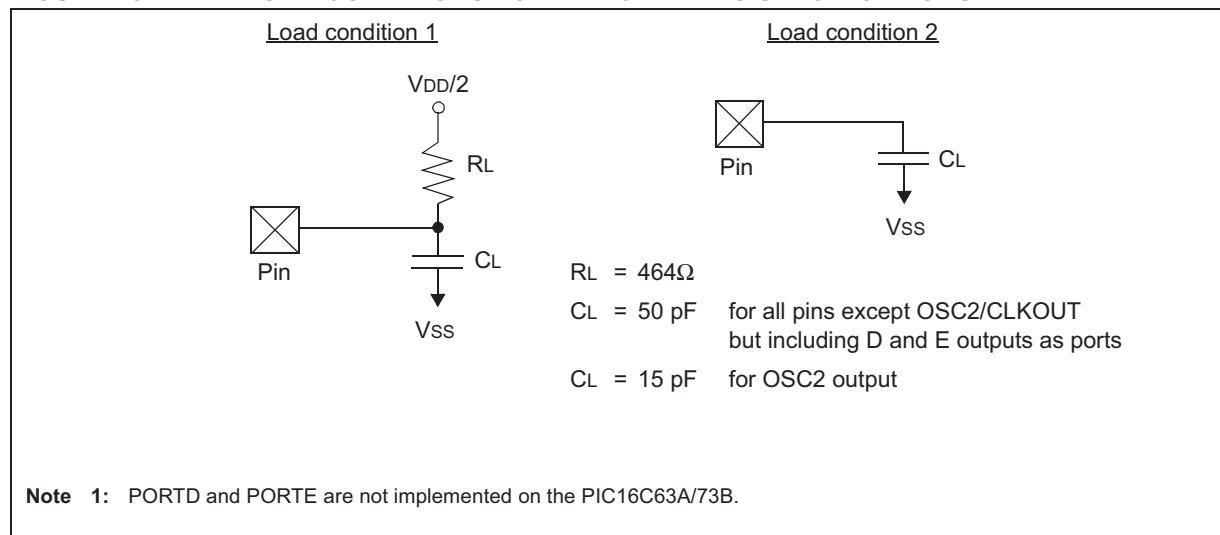 Load condition 1
Load condition 2
VDD/2
RL
Pin
CL
VSS
Pin
CL
VSS
RL = 464Ω
CL = 50 pF for all pins except OSC2/CLKOUT
but including D and E outputs as ports
CL = 15 pF for OSC2 output
Note 1: PORTD and PORTE are not implemented on the PIC16C63A/73B.